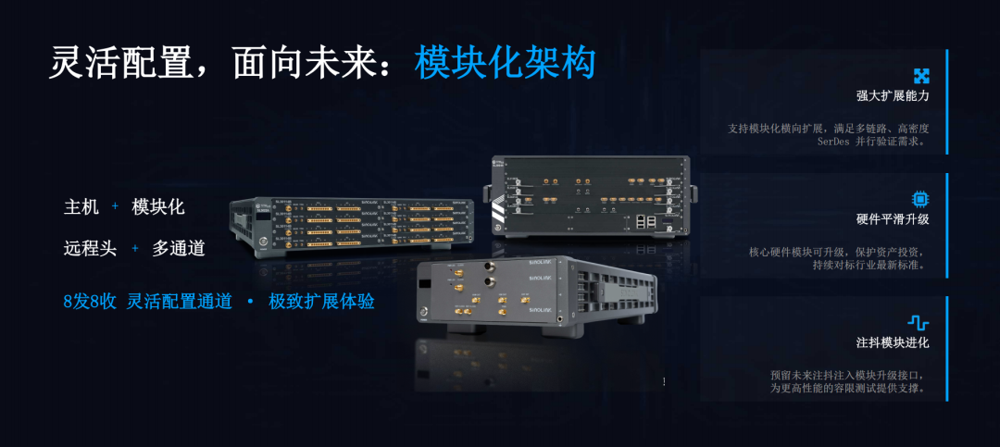 灵活配置，面向未来：模块化架构
主机 + 模块化
远程头 + 多通道
8发8收 灵活配置通道 • 极致扩展体验
强大扩展能力
支持模块化横向扩展，满足多链路、高密度
SerDes 并行验证需求。
硬件平滑升级
核心硬件模块可升级，保护资产投资，
持续对标行业最新标准。
注抖模块进化
预留未来注抖注入模块升级接口，
为更高性能的容限测试提供支撑。
SINOLINK
SINOLINK
SINOLINK